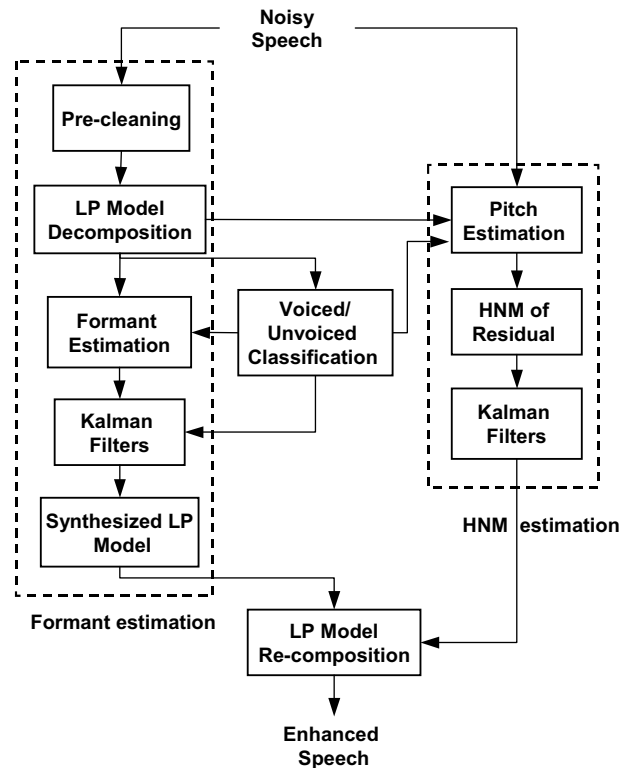 Noisy
Speech
Pre-cleaning
LP Model
Decomposition
Pitch
Estimation
Voiced/
Unvoiced
Classification
Formant
Estimation
HNM of
Residual
Kalman
Filters
Kalman
Filters
Synthesized LP
Model
HNM estimation
Formant estimation
LP Model
Re-composition
Enhanced
Speech